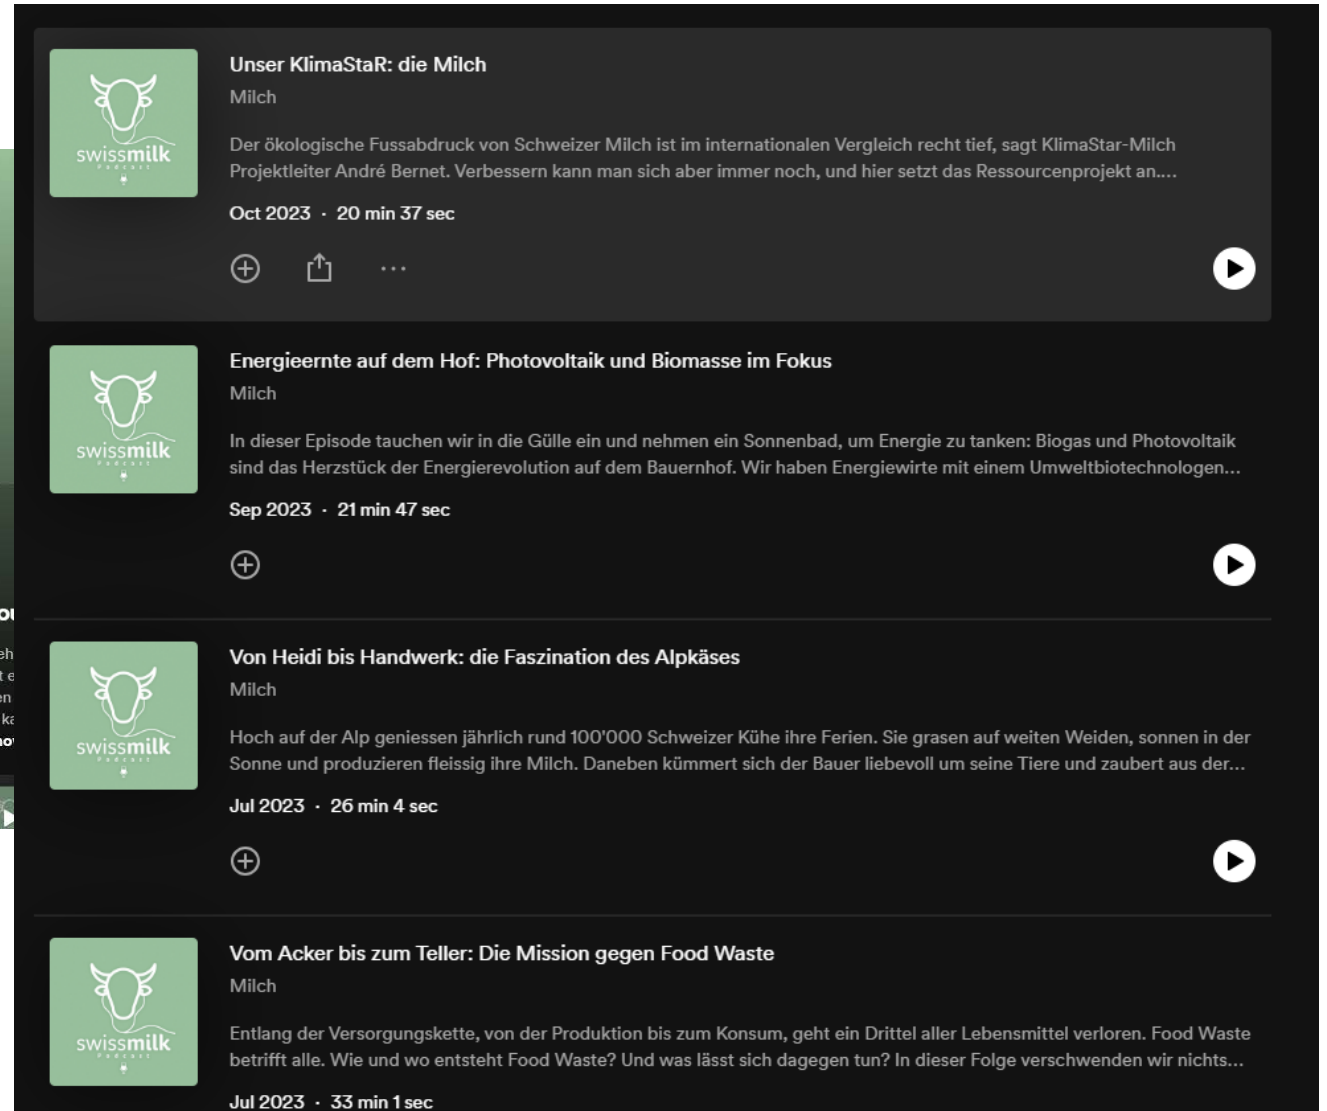 swissmilk
Podcast
Unser KlimaStaR: die Milch
Milch
Der ökologische Fussabdruck von Schweizer Milch ist im internationalen Vergleich recht tief, sagt KlimaStar-Milch
Projektleiter André Bernet. Verbessern kann man sich aber immer noch, und hier setzt das Ressourcenprojekt an....
Oct 2023 · 20 min 37 sec
swissmilk
Podcast
Energieernte auf dem Hof: Photovoltaik und Biomasse im Fokus
Milch
In dieser Episode tauchen wir in die Gülle ein und nehmen ein Sonnenbad, um Energie zu tanken: Biogas und Photovoltaik
sind das Herzstück der Energierevolution auf dem Bauernhof. Wir haben Energiewirte mit einem Umweltbiotechnologen...
Sep 2023 · 21 min 47 sec
swissmilk
Podcast
Von Heidi bis Handwerk: die Faszination des Alpkäses
Milch
Hoch auf der Alp geniessen jährlich rund 100'000 Schweizer Kühe ihre Ferien. Sie grasen auf weiten Weiden, sonnen in der
Sonne und produzieren fleissig ihre Milch. Daneben kümmert sich der Bauer liebevoll um seine Tiere und zaubert aus der...
Jul 2023 · 26 min 4 sec
swissmilk
Podcast
Vom Acker bis zum Teller: Die Mission gegen Food Waste
Milch
Entlang der Versorgungskette, von der Produktion bis zum Konsum, geht ein Drittel aller Lebensmittel verloren. Food Waste
betrifft alle. Wie und wo entsteht Food Waste? Und was lässt sich dagegen tun? In dieser Folge verschwenden wir nichts...
Jul 2023 · 33 min 1 sec